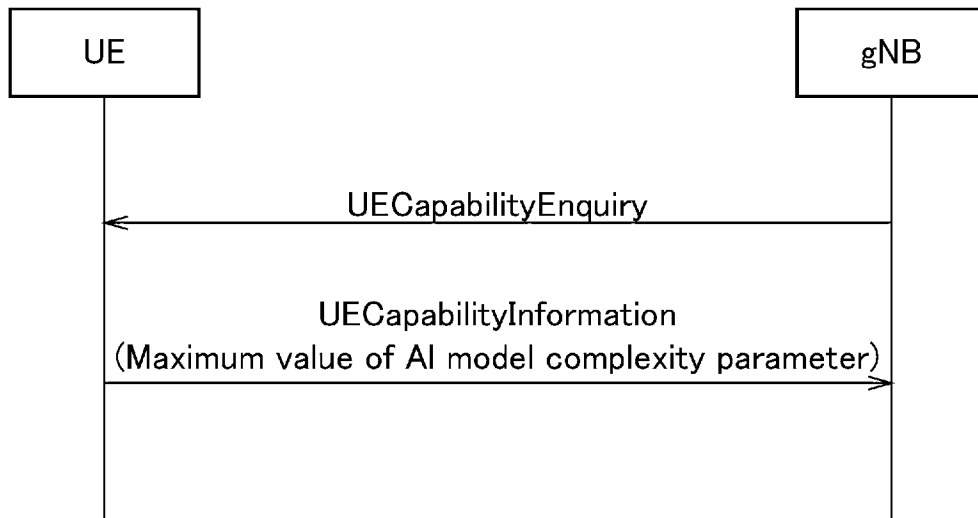 UE
gNB
UECapabilityEnquiry
UECapabilityInformation
(Maximum value of AI model complexity parameter)